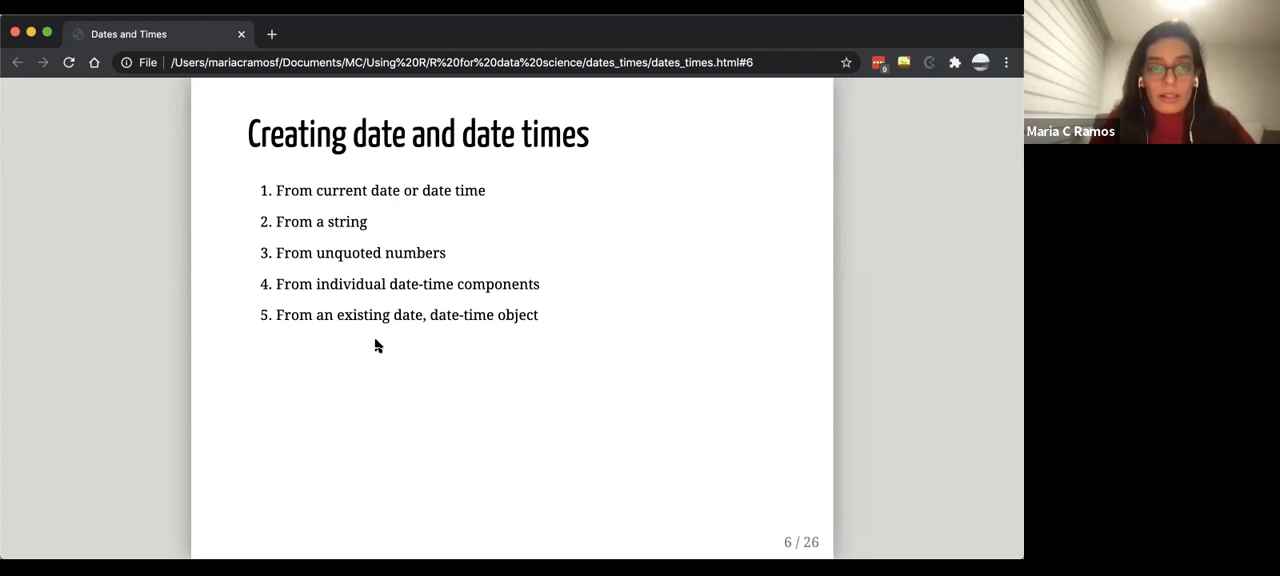 Dates and Times
File
/Users/mariacramosf/Documents/MC/Using%20R/R%20for%20data%20science/dates_times/dates_times.html#6
9
Maria C Ramos
Creating date and date times
1. From current date or date time
2. From a string
3. From unquoted numbers
4. From individual date-time components
5. From an existing date, date-time object
6 / 26